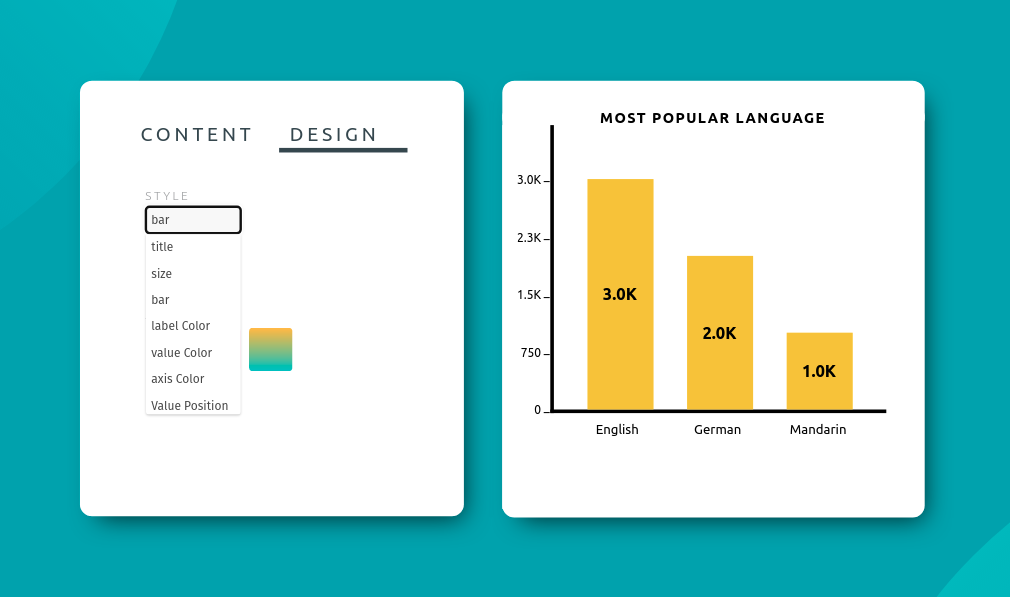 CONTENT DESIGN
STYLE
bar
title
size
bar
label Color
value Color
axis Color
Value Position
MOST POPULAR LANGUAGE
3.0K
2.3K
1.5K
750
0
3.0K
2.0K
1.0K
English German Mandarin